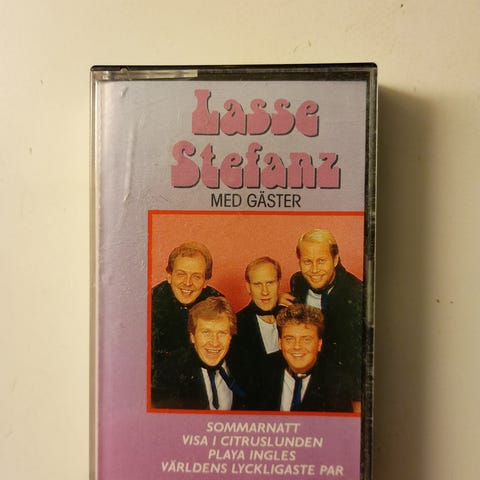 Lasse
Stefanz
MED GÄSTER
SOMMARNATT
VISA I CITRUSLUNDEN
PLAYA INGLES
VÄRLDENS LYCKLIGASTE PAR